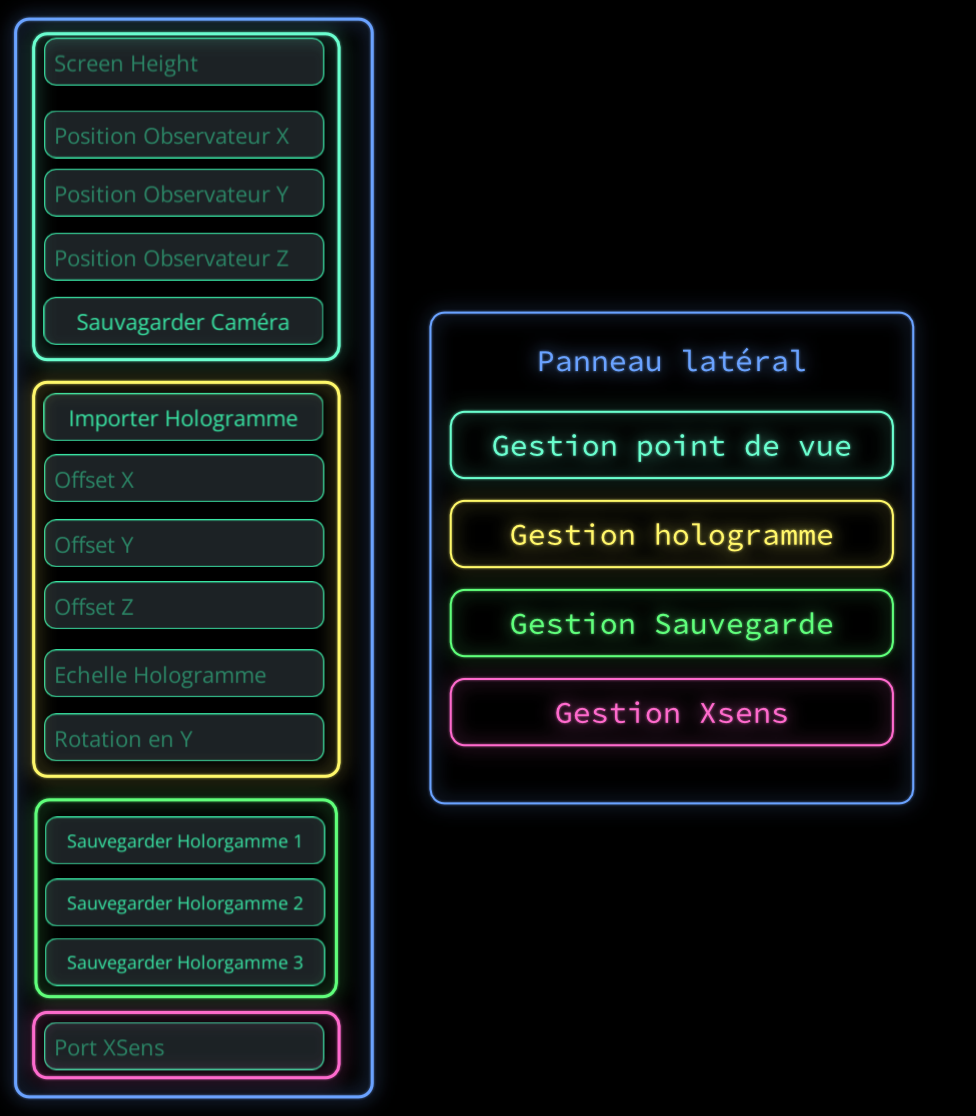 Screen Height
Position Observateur X
Position Observateur Y
Position Observateur Z
Sauvagarder Caméra
Importer Hologramme
Offset X
Offset Y
Offset Z
Echelle Hologramme
Rotation en Y
Sauvegarder Holorgamme 1
Sauvegarder Holorgamme 2
Sauvegarder Holorgamme 3
Port XSens
Panneau latéral
Gestion point de vue
Gestion hologramme
Gestion Sauvegarde
Gestion Xsens